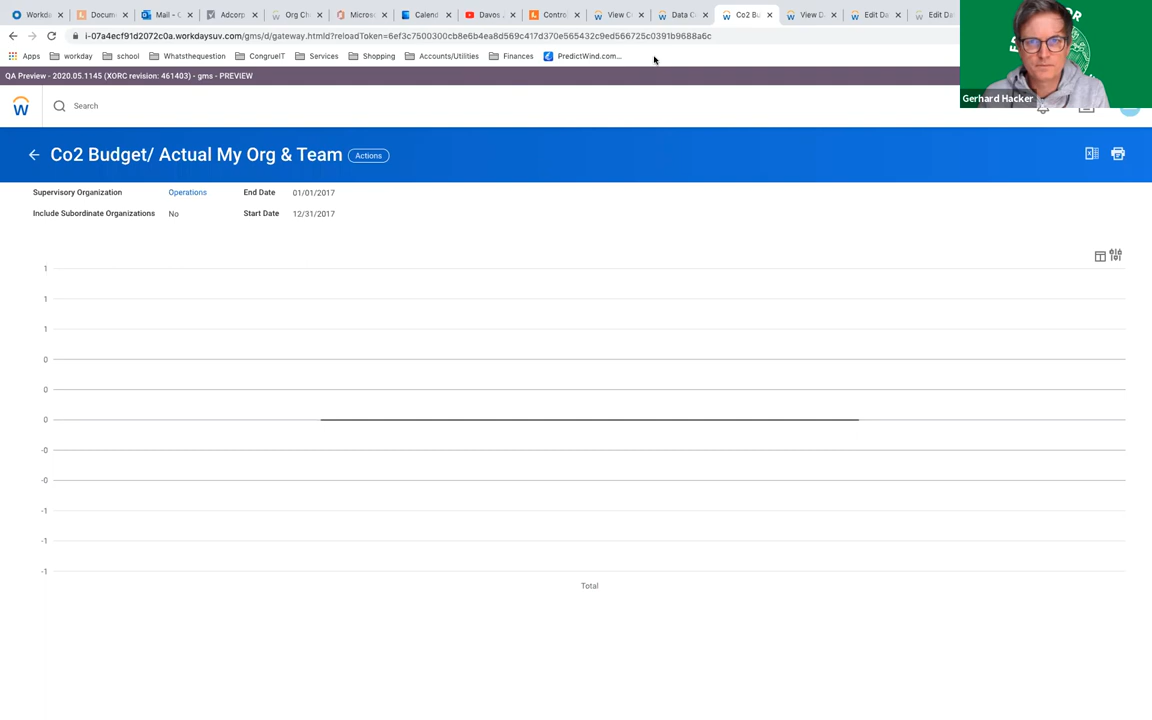 Workda
Docume
Mail – G
Adcorp
Org Cha
Microso
Calend
Davos J
Contro
View C
Data Ch
Co2 Bu
View D
Edit Da
Edit Da
i-07a4ecf91d2072c0a.workdaysuv.com/gms/d/gateway.htmld?reloadToken=6ef3c7500300cb8e6b4ea8d569c417d370e565432c9ed566725c0391b9688a6c
Apps workday school Whatsthequestion CongrueIT Services Shopping Accounts/Utilities Finances PredictWind.com...
QA Preview - 2020.05.1145 (XORC revision: 461403) - gms - PREVIEW
Gerhard Hacker
Search
Co2 Budget/ Actual My Org & Team Actions
Supervisory Organization Operations End Date 01/01/2017
Include Subordinate Organizations No Start Date 12/31/2017
1
1
1
0
0
0
-0
-0
-1
-1
-1
Total